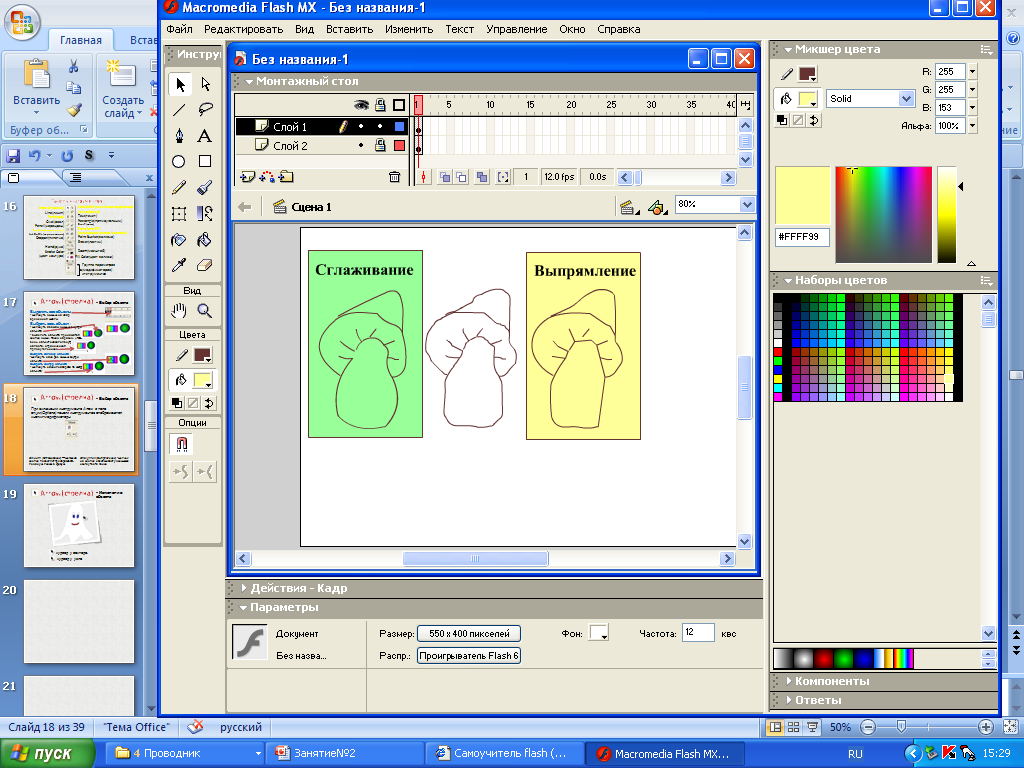 Macromedia Flash MX - Без названия-1
Файл Редактировать Вид Вставить Изменить Текст Управление Окно Справка
Главная Встав
Вставить
Создать
слайд
Буфер об...
Инстру
Вид
Цвета
Опции
Без названия-1
Монтажный стол
1 5 10 15 20 25 30 35 40
Слой 1
Слой 2
1 12.0 fps 0.0s
Сцена 1
80%
Сглаживание
Выпрямление
Действия - Кадр
Параметры
Документ
Без назва...
Размер: 550 x 400 пикселей
Распр.: Проигрыватель Flash 6
Фон:
Частота: 12 квс
Микшер цвета
R: 255
Solid
G: 255
B: 153
Альфа: 100%
#FFFF99
Наборы цветов
Компоненты
Ответы
16
17
18
19
20
21
Слайд 18 из 39 "Тема Office" русский
50%
пуск
4 Проводник
Занятие№2
Самоучитель flash (...
Macromedia Flash MX...
RU
15:29